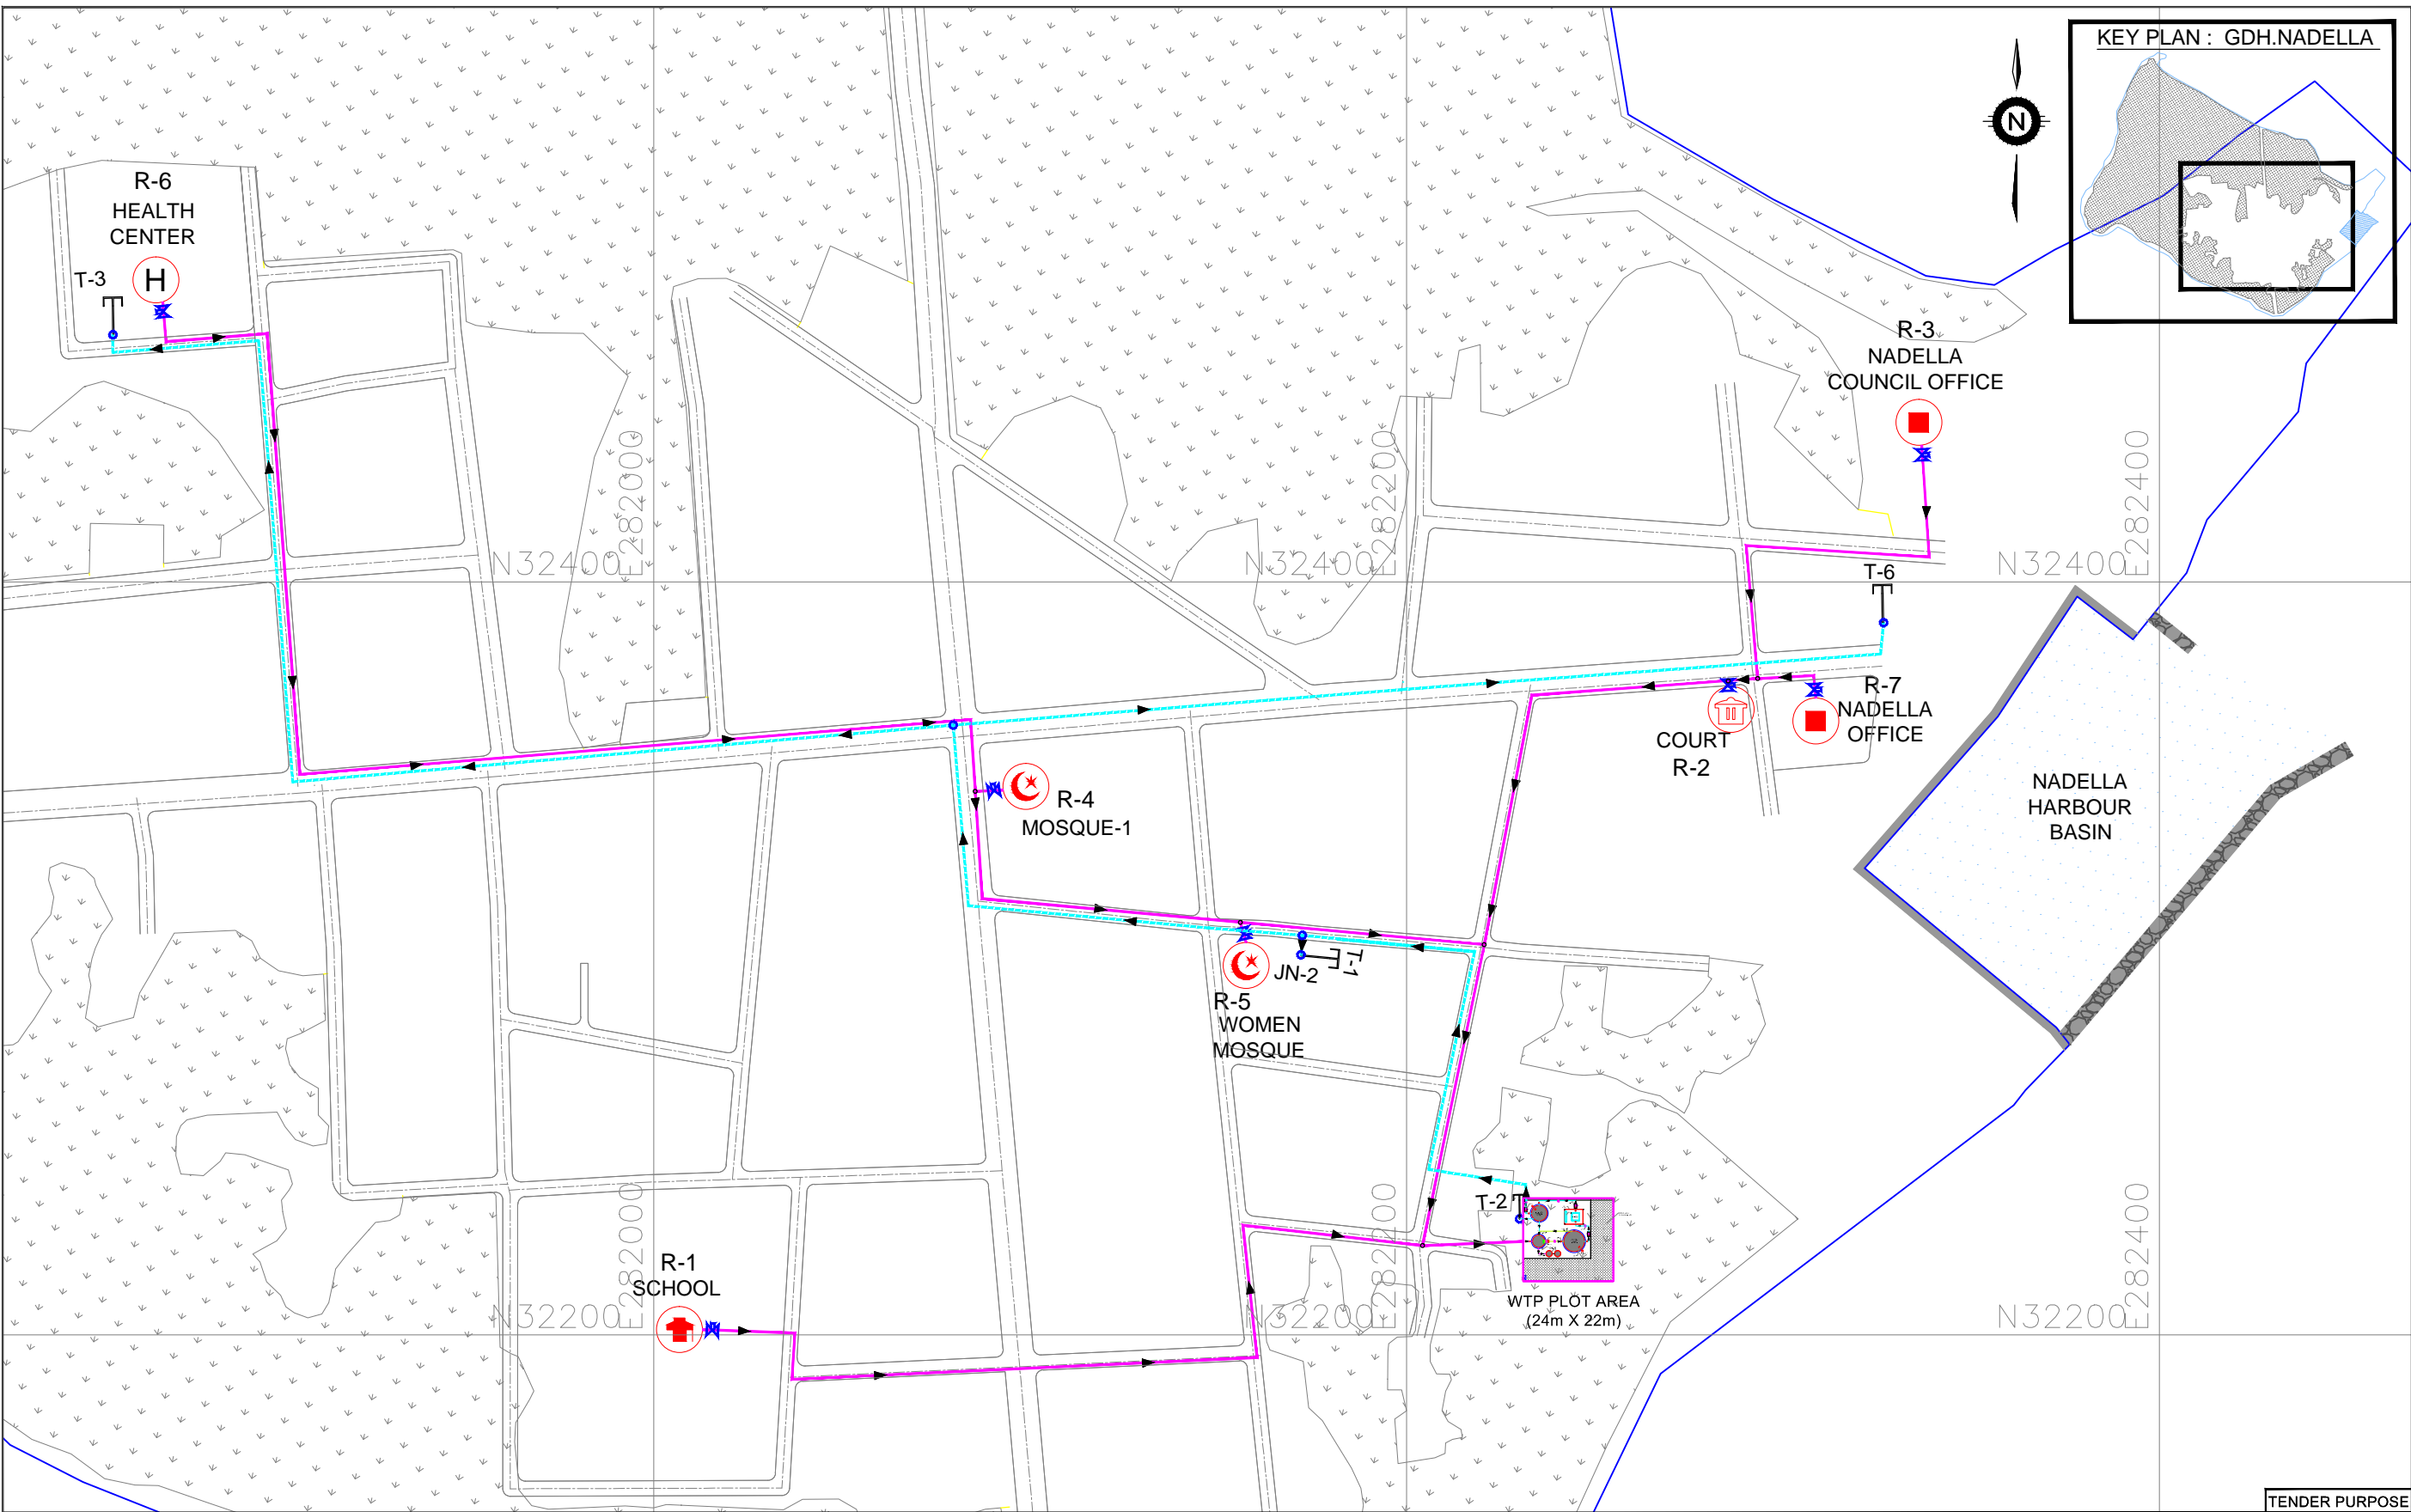 KEY PLAN : GDH.NADELLA
N
R-6
HEALTH
CENTER
T-3
H
R-3
NADELLA
COUNCIL OFFICE
E282000
E282200
E282400
N32400
N32400
N32400
T-6
R-7
NADELLA
OFFICE
COURT
R-2
R-4
MOSQUE-1
NADELLA
HARBOUR
BASIN
JN-2
T-1
R-5
WOMEN
MOSQUE
T-2
E282000
E282200
E282400
R-1
SCHOOL
N32200
N32200
N32200
WTP PLOT AREA
(24m X 22m)
TENDER PURPOSE